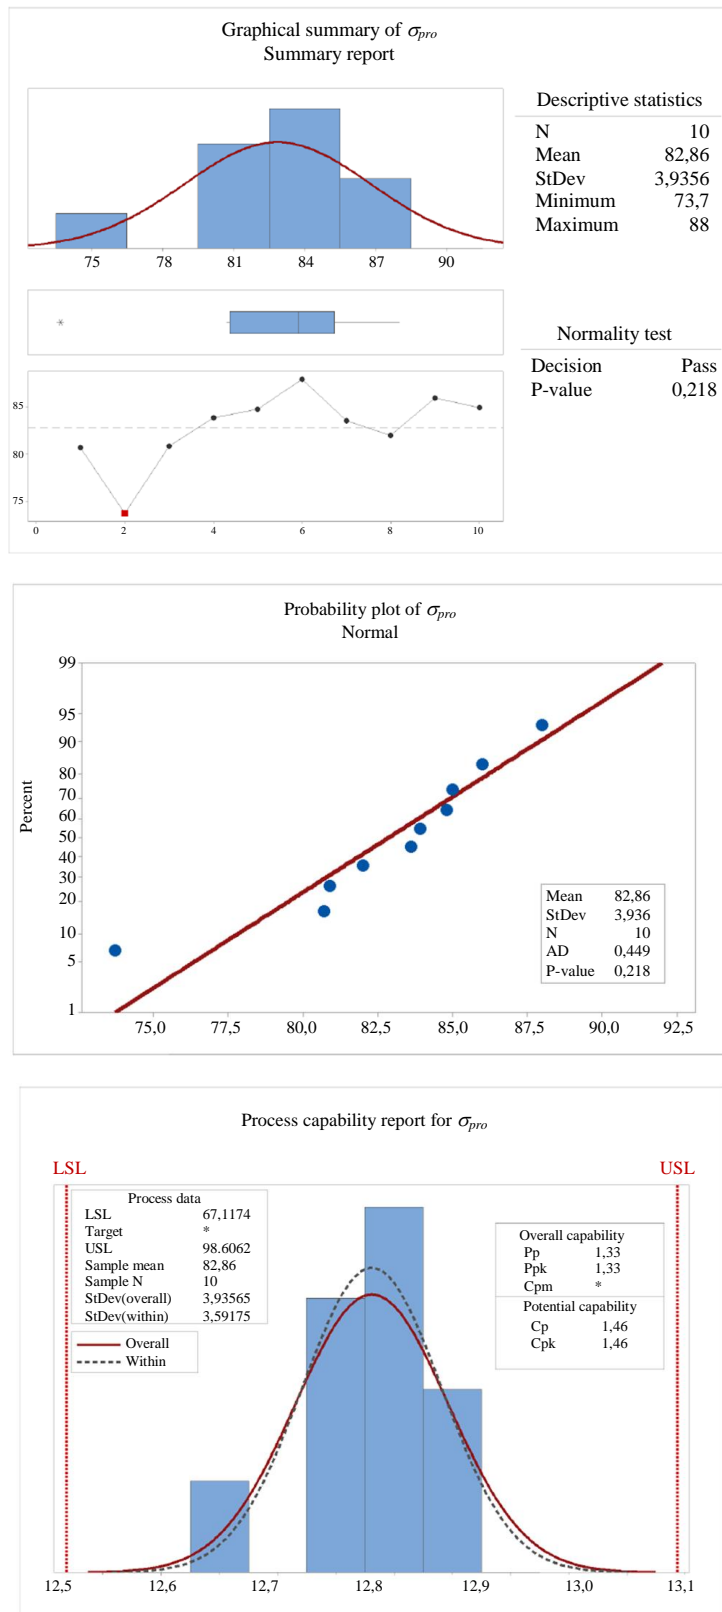 Graphical summary of σpro
Summary report
Descriptive statistics
N 10
Mean 82,86
StDev 3,9356
Minimum 73,7
Maximum 88
75 78 81 84 87 90
Normality test
Decision Pass
P-value 0,218
85
80
75
0 2 4 6 8 10
Probability plot of σpro
Normal
99
95
90
80
70
60
50
40
30
20
10
5
1
Percent
Mean 82,86
StDev 3,936
N 10
AD 0,449
P-value 0,218
75,0 77,5 80,0 82,5 85,0 87,5 90,0 92,5
Process capability report for σpro
LSL USL
Process data
LSL 67,1174
Target *
USL 98.6062
Sample mean 82,86
Sample N 10
StDev(overall) 3,93565
StDev(within) 3,59175
Overall
Within
Overall capability
Pp 1,33
Ppk 1,33
Cpm *
Potential capability
Cp 1,46
Cpk 1,46
12,5 12,6 12,7 12,8 12,9 13,0 13,1